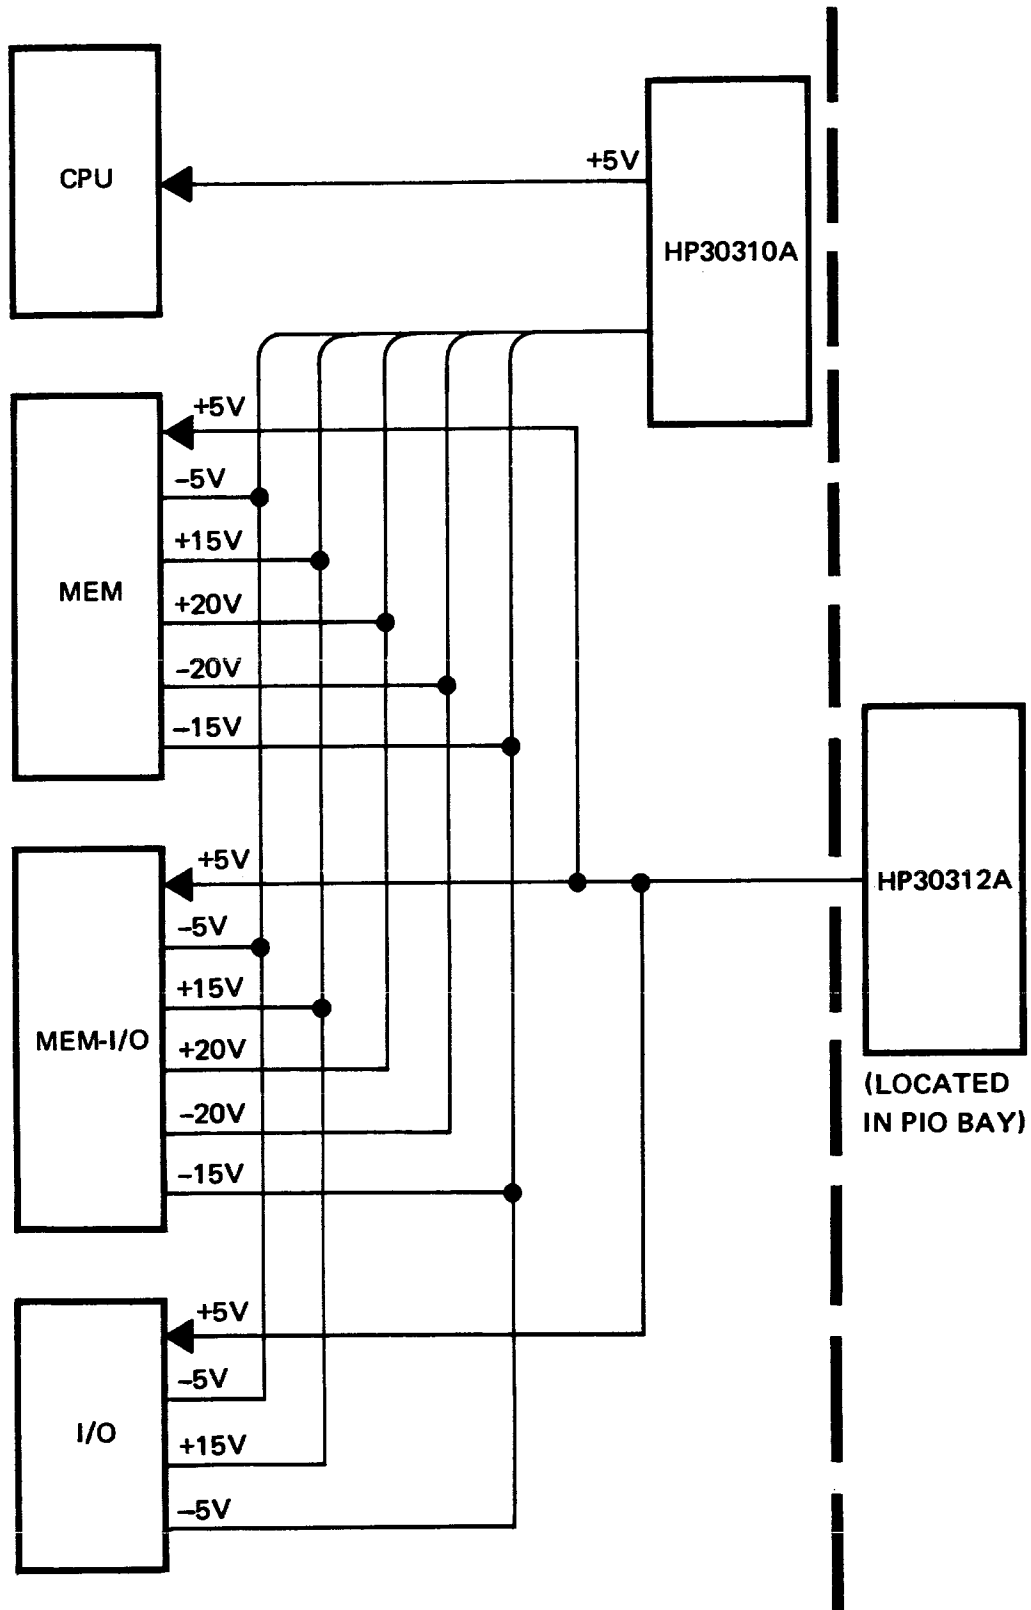 CPU
+5V
HP30310A
MEM
+5V
–5V
+15V
+20V
–20V
–15V
MEM-I/O
+5V
–5V
+15V
+20V
–20V
–15V
HP30312A
(LOCATED
IN PIO BAY)
I/O
+5V
–5V
+15V
–5V